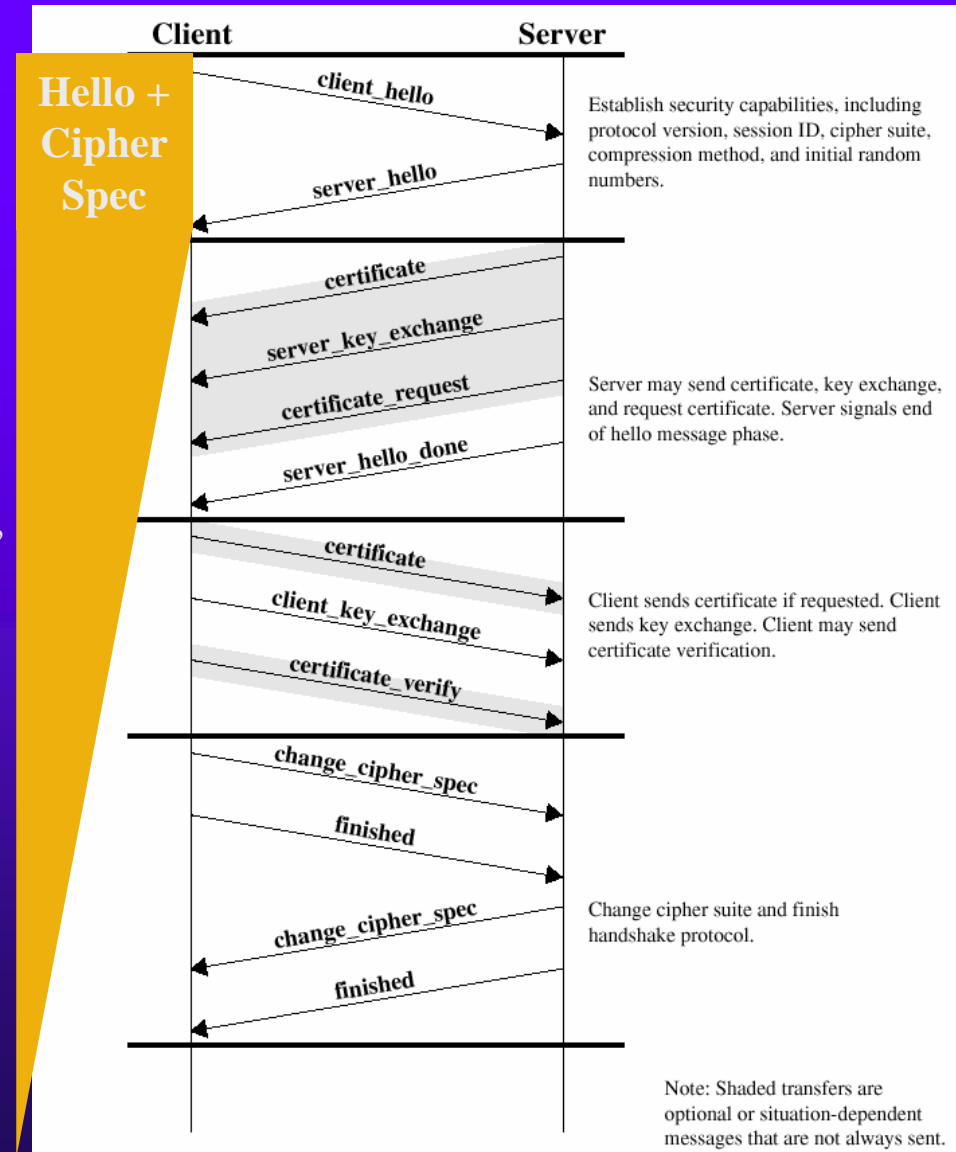 Client
Server
Hello +
Cipher
Spec
client_hello
Establish security capabilities, including
protocol version, session ID, cipher suite,
compression method, and initial random
numbers.
server_hello
certificate
server_key_exchange
certificate_request
Server may send certificate, key exchange,
and request certificate. Server signals end
of hello message phase.
server_hello_done
certificate
client_key_exchange
Client sends certificate if requested. Client
sends key exchange. Client may send
certificate verification.
certificate_verify
change_cipher_spec
finished
change_cipher_spec
Change cipher suite and finish
handshake protocol.
finished
Note: Shaded transfers are
optional or situation-dependent
messages that are not always sent.